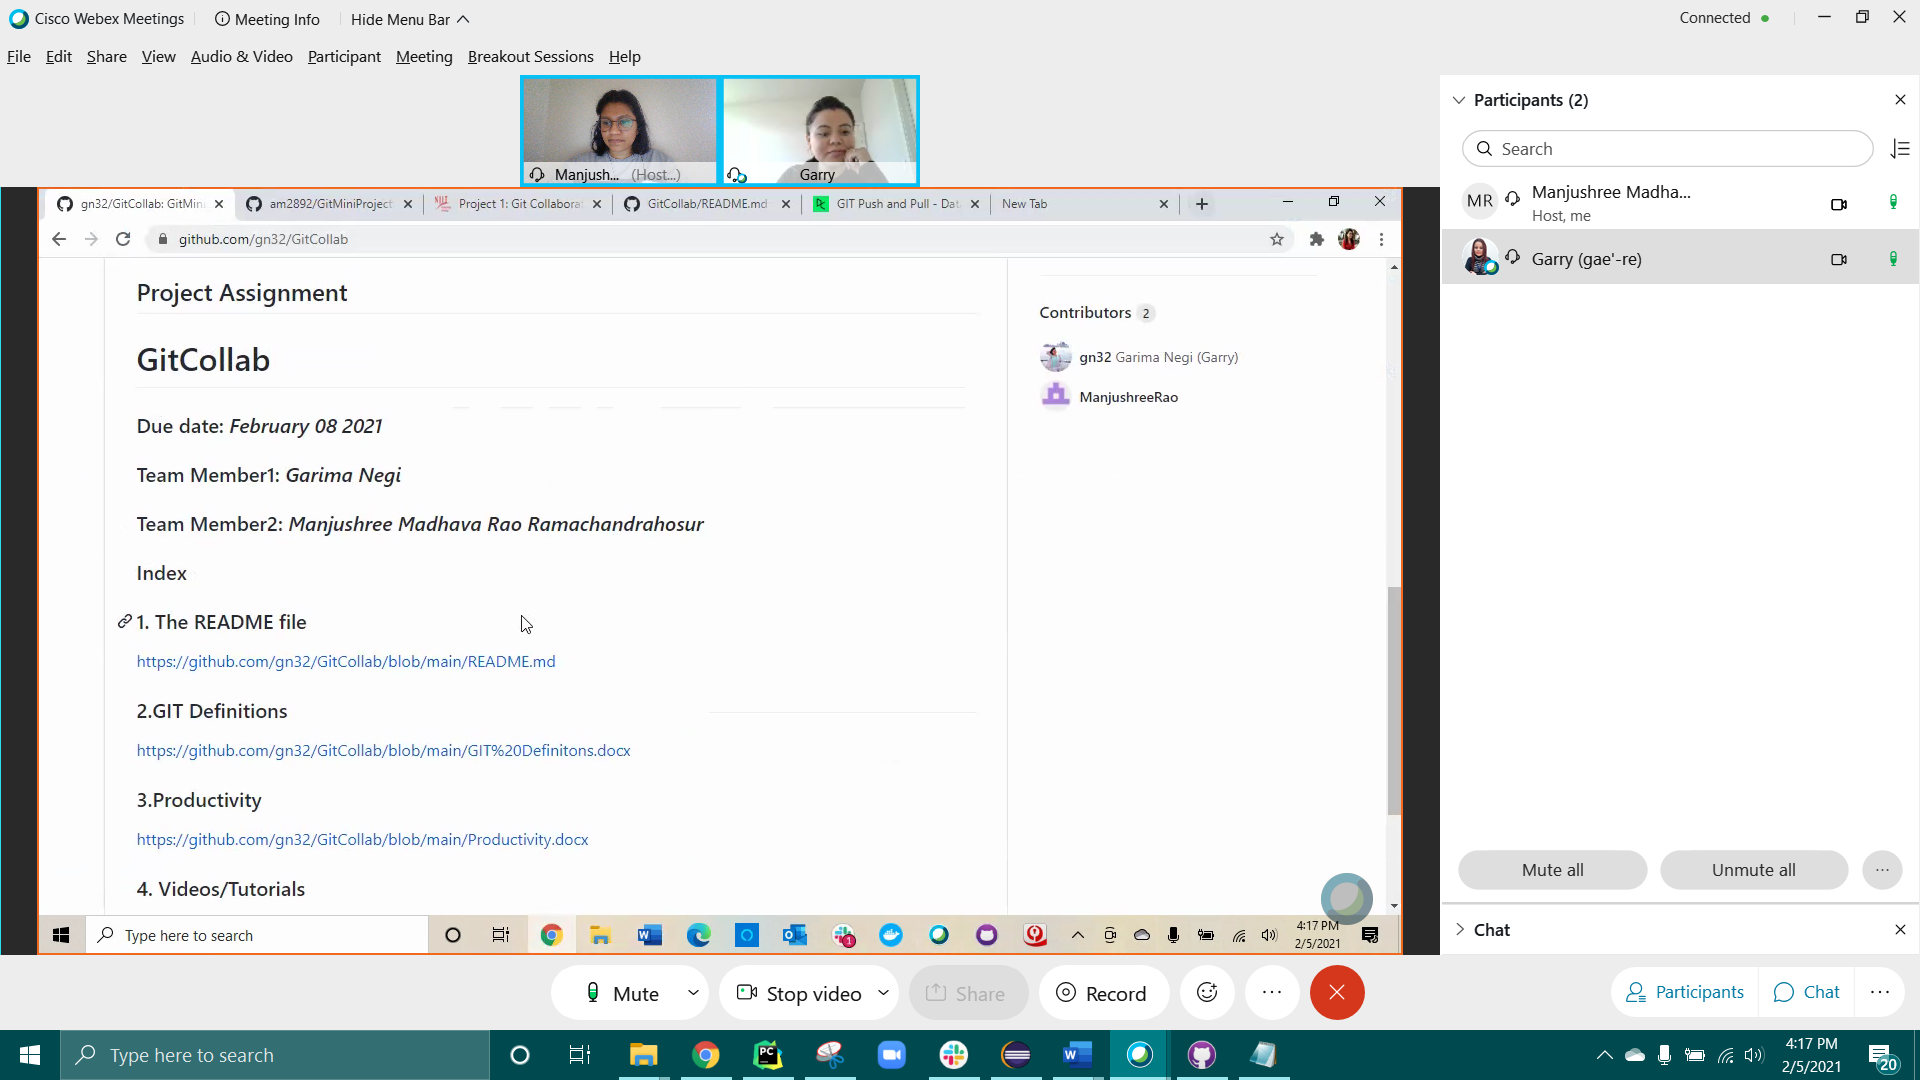 Cisco Webex Meetings
Meeting Info
Hide Menu Bar
Connected
File Edit Share View Audio & Video Participant Meeting Breakout Sessions Help
Manjush... (Host...)
Garry
Participants (2)
Search
MR
Manjushree Madha...
Host, me
Garry (gae'-re)
gn32/GitCollab: GitMin
am2892/GitMiniProject
Project 1: Git Collabora
GitCollab/README.md
GIT Push and Pull - Dat
New Tab
github.com/gn32/GitCollab
Project Assignment
GitCollab
Due date: February 08 2021
Team Member1: Garima Negi
Team Member2: Manjushree Madhava Rao Ramachandrahosur
Index
1. The README file
https://github.com/gn32/GitCollab/blob/main/README.md
2.GIT Definitions
https://github.com/gn32/GitCollab/blob/main/GIT%20Definitons.docx
3.Productivity
https://github.com/gn32/GitCollab/blob/main/Productivity.docx
4. Videos/Tutorials
Contributors 2
gn32 Garima Negi (Garry)
ManjushreeRao
Mute all
Unmute all
Chat
Type here to search
1
4:17 PM
2/5/2021
Mute
Stop video
Share
Record
Participants
Chat
Type here to search
PC
4:17 PM
2/5/2021
20